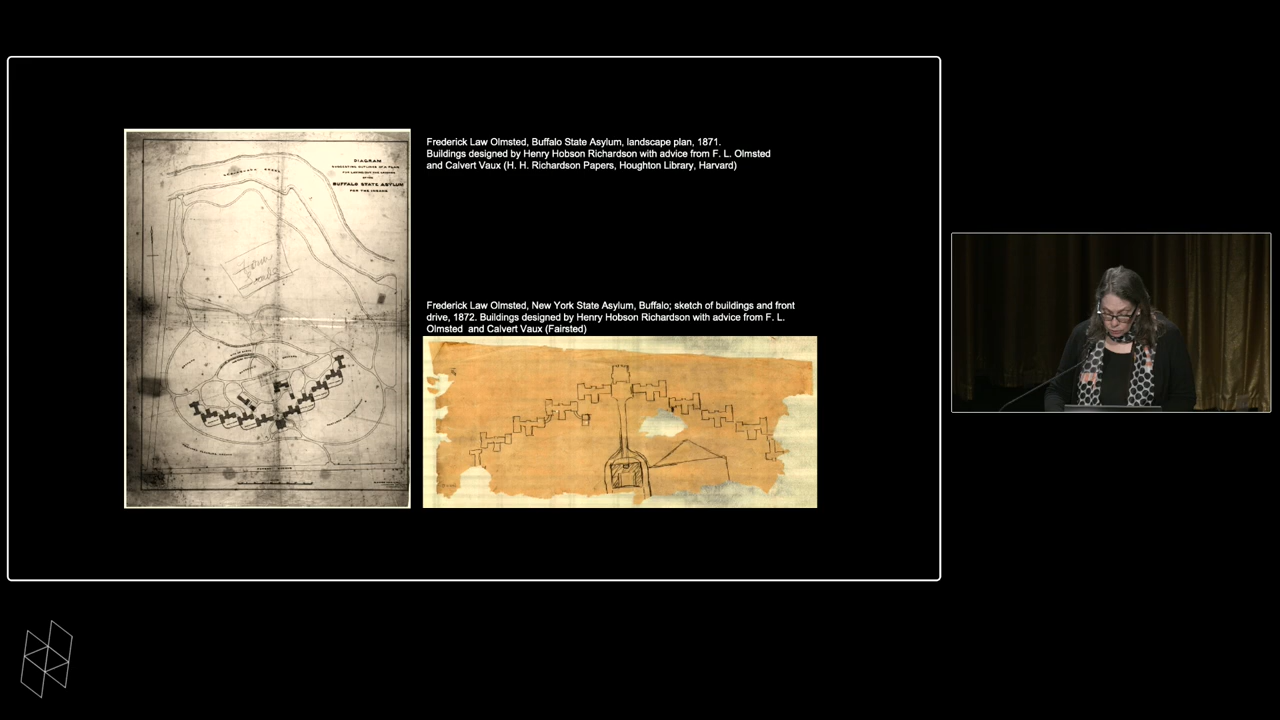 DIAGRAM
BUFFALO STATE ASYLUM
FOR THE INSANE
Frederick Law Olmsted, Buffalo State Asylum, landscape plan, 1871.
Buildings designed by Henry Hobson Richardson with advice from F. L. Olmsted
and Calvert Vaux (H. H. Richardson Papers, Houghton Library, Harvard)
Frederick Law Olmsted, New York State Asylum, Buffalo; sketch of buildings and front
drive, 1872. Buildings designed by Henry Hobson Richardson with advice from F. L.
Olmsted and Calvert Vaux (Fairsted)